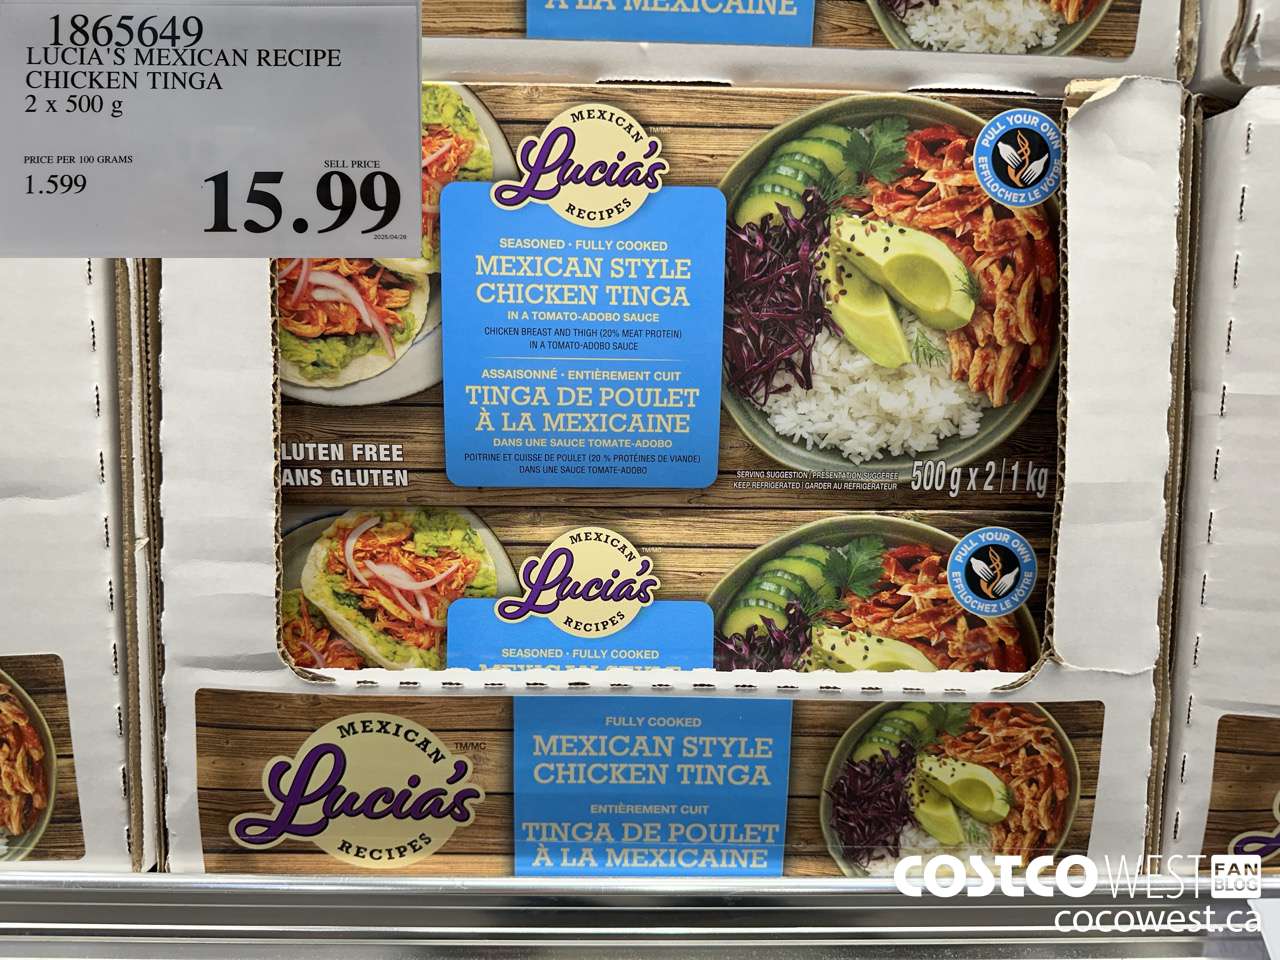 À LA MEXICAINE
1865649
LUCIA'S MEXICAN RECIPE
CHICKEN TINGA
2 x 500 g
PRICE PER 100 GRAMS
1.599
SELL PRICE
15.99
2025/04/28
MEXICAN
Lucia's
TM/MC
RECIPES
PULL YOUR OWN
EFFILOCHEZ LE VÔTRE
SEASONED · FULLY COOKED
MEXICAN STYLE
CHICKEN TINGA
IN A TOMATO-ADOBO SAUCE
CHICKEN BREAST AND THIGH (20% MEAT PROTEIN)
IN A TOMATO-ADOBO SAUCE
ASSAISONNÉ · ENTIÈREMENT CUIT
TINGA DE POULET
À LA MEXICAINE
DANS UNE SAUCE TOMATE-ADOBO
POITRINE ET CUISSE DE POULET (20 % PROTÉINES DE VIANDE)
DANS UNE SAUCE TOMATE-ADOBO
LUTEN FREE
ANS GLUTEN
SERVING SUGGESTION / PRÉSENTATION SUGGÉRÉE
KEEP REFRIGERATED / GARDER AU RÉFRIGÉRATEUR
500 g x 2 | 1 kg
MEXICAN
Lucia's
TM/MC
RECIPES
PULL YOUR OWN
EFFILOCHEZ LE VÔTRE
SEASONED · FULLY COOKED
MEXICAN STYLE
MEXICAN
Lucia's
TM/MC
RECIPES
FULLY COOKED
MEXICAN STYLE
CHICKEN TINGA
ENTIÈREMENT CUIT
TINGA DE POULET
À LA MEXICAINE
COSTCO WEST FAN BLOG
cocowest.ca